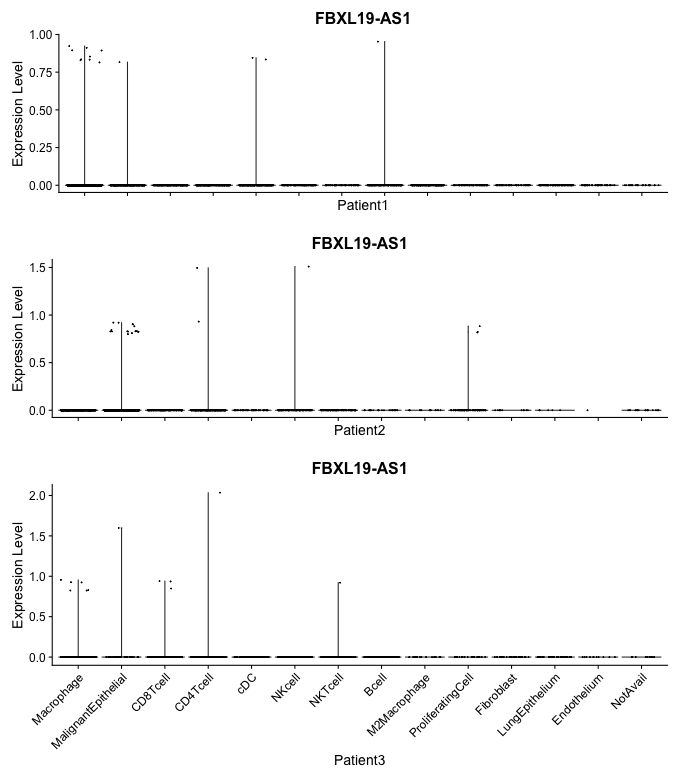 FBXL19-AS1
Expression Level
1.00
0.75
0.50
0.25
0.00
Patient1
FBXL19-AS1
Expression Level
1.5
1.0
0.5
0.0
Patient2
FBXL19-AS1
Expression Level
2.0
1.5
1.0
0.5
0.0
Macrophage
MalignantEpithelial
CD8Tcell
CD4Tcell
cDC
NKcell
NKTcell
Bcell
M2Macrophage
ProliferatingCell
Fibroblast
LungEpithelium
Endothelium
NotAvail
Patient3